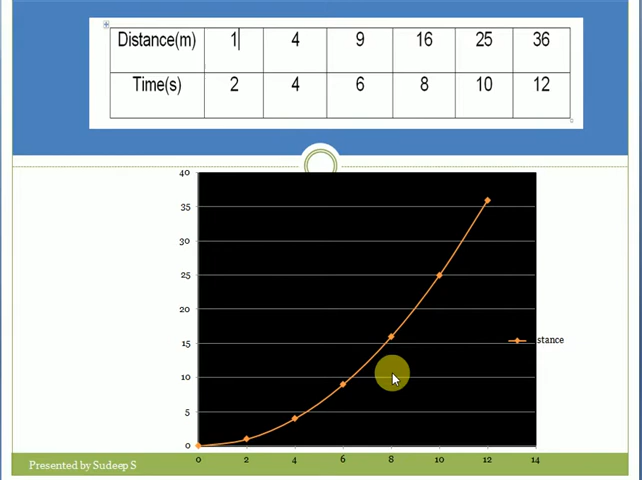 Distance(m) 1 4 9 16 25 36
Time(s) 2 4 6 8 10 12
40
35
30
25
20
15
10
5
0
0 2 4 6 8 10 12 14
stance
Presented by Sudeep S